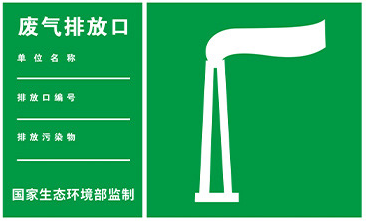 废气排放口
单位名称
排放口编号
排放污染物
国家生态环境部监制